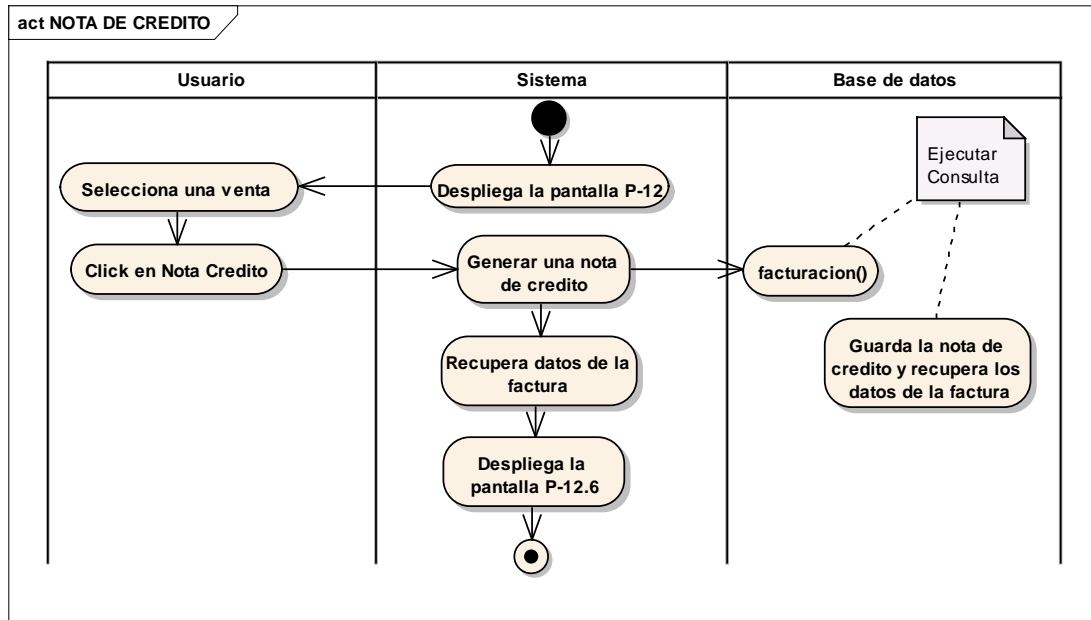 act NOTA DE CREDITO
Usuario
Sistema
Base de datos
Ejecutar
Consulta
Selecciona una venta
Despliega la pantalla P-12
Click en Nota Credito
Generar una nota
de credito
facturacion()
Recupera datos de la
factura
Guarda la nota de
credito y recupera los
datos de la factura
Despliega la
pantalla P-12.6